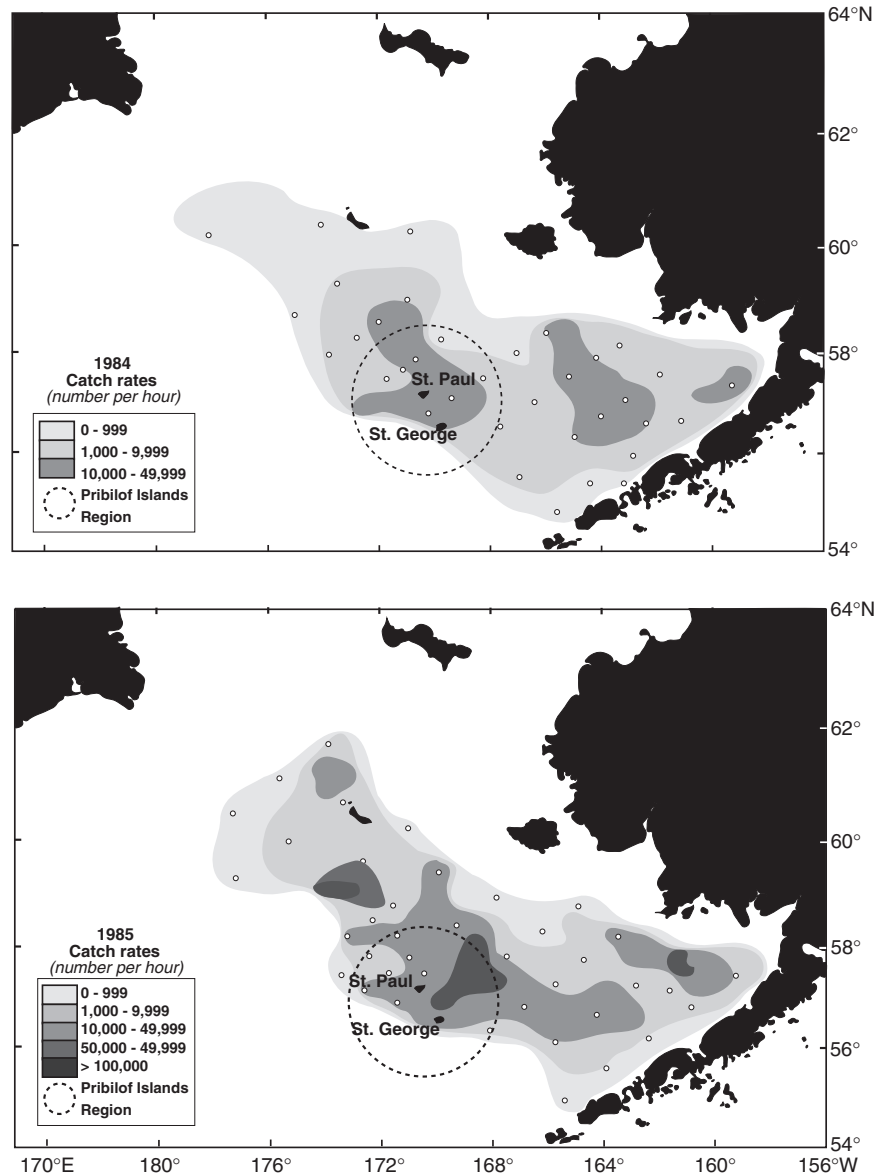 64°N
62°
60°
58°
54°
1984
Catch rates
(number per hour)
0 - 999
1,000 - 9,999
10,000 - 49,999
Pribilof Islands
Region
St. Paul
St. George
64°N
62°
60°
58°
56°
54°
1985
Catch rates
(number per hour)
0 - 999
1,000 - 9,999
10,000 - 49,999
50,000 - 49,999
> 100,000
Pribilof Islands
Region
St. Paul
St. George
170°E
180°
176°
172°
168°
164°
160°
156°W